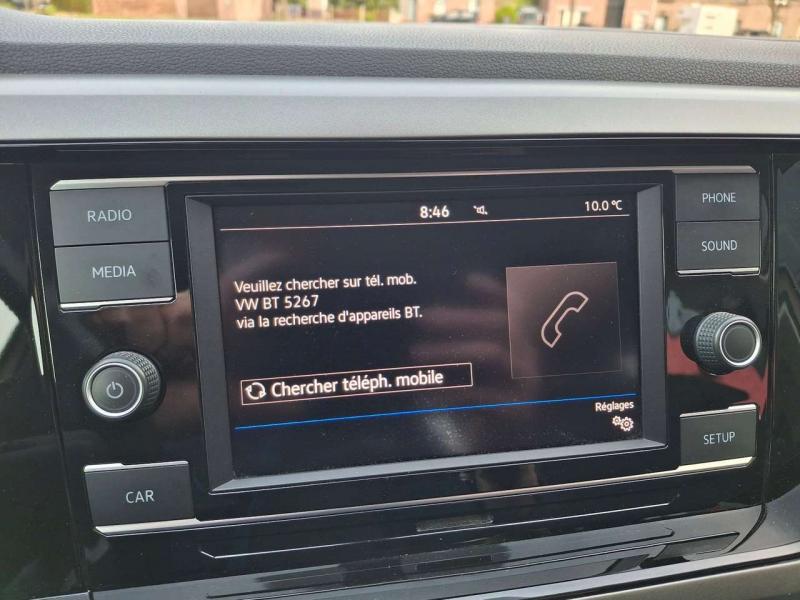 RADIO
MEDIA
CAR
8:46
10.0 °C
Veuillez chercher sur tél. mob.
VW BT 5267
via la recherche d'appareils BT.
Chercher téléph. mobile
Réglages
PHONE
SOUND
SETUP